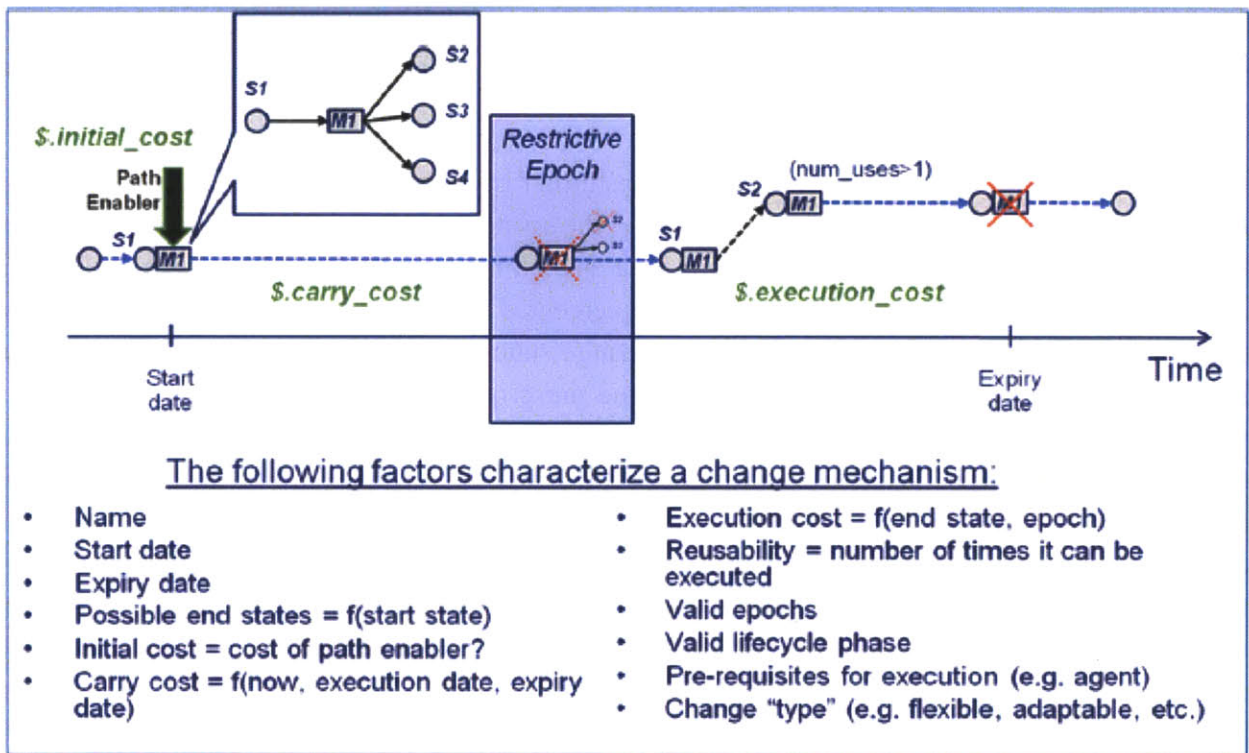 S1
M1
S2
S3
S4
$.initial_cost
Path
Enabler
S1
M1
$.carry_cost
Restrictive
Epoch
M1
S1
M1
$.execution_cost
S2
M1
(num_uses>1)
M1
Time
Start
date
Expiry
date
The following factors characterize a change mechanism:
• Name
• Start date
• Expiry date
• Possible end states = f(start state)
• Initial cost = cost of path enabler?
• Carry cost = f(now, execution date, expiry
date)
• Execution cost = f(end state, epoch)
• Reusability = number of times it can be
executed
• Valid epochs
• Valid lifecycle phase
• Pre-requisites for execution (e.g. agent)
• Change “type” (e.g. flexible, adaptable, etc.)